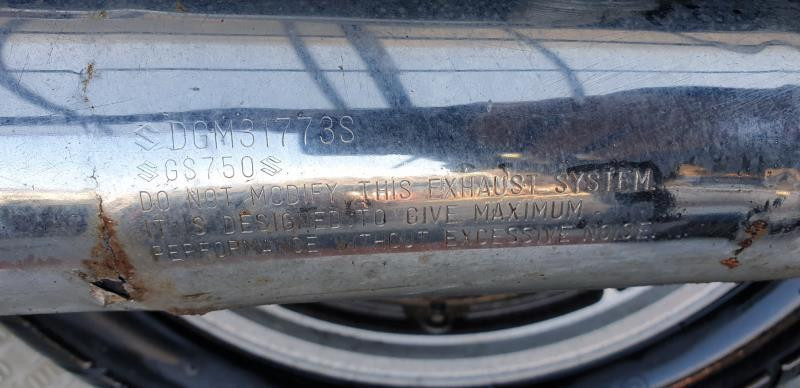 DGM31773S
GS750
DO NOT MODIFY THIS EXHAUST SYSTEM.
IT IS DESIGNED TO GIVE MAXIMUM
PERFORMANCE WITHOUT EXCESSIVE NOISE.